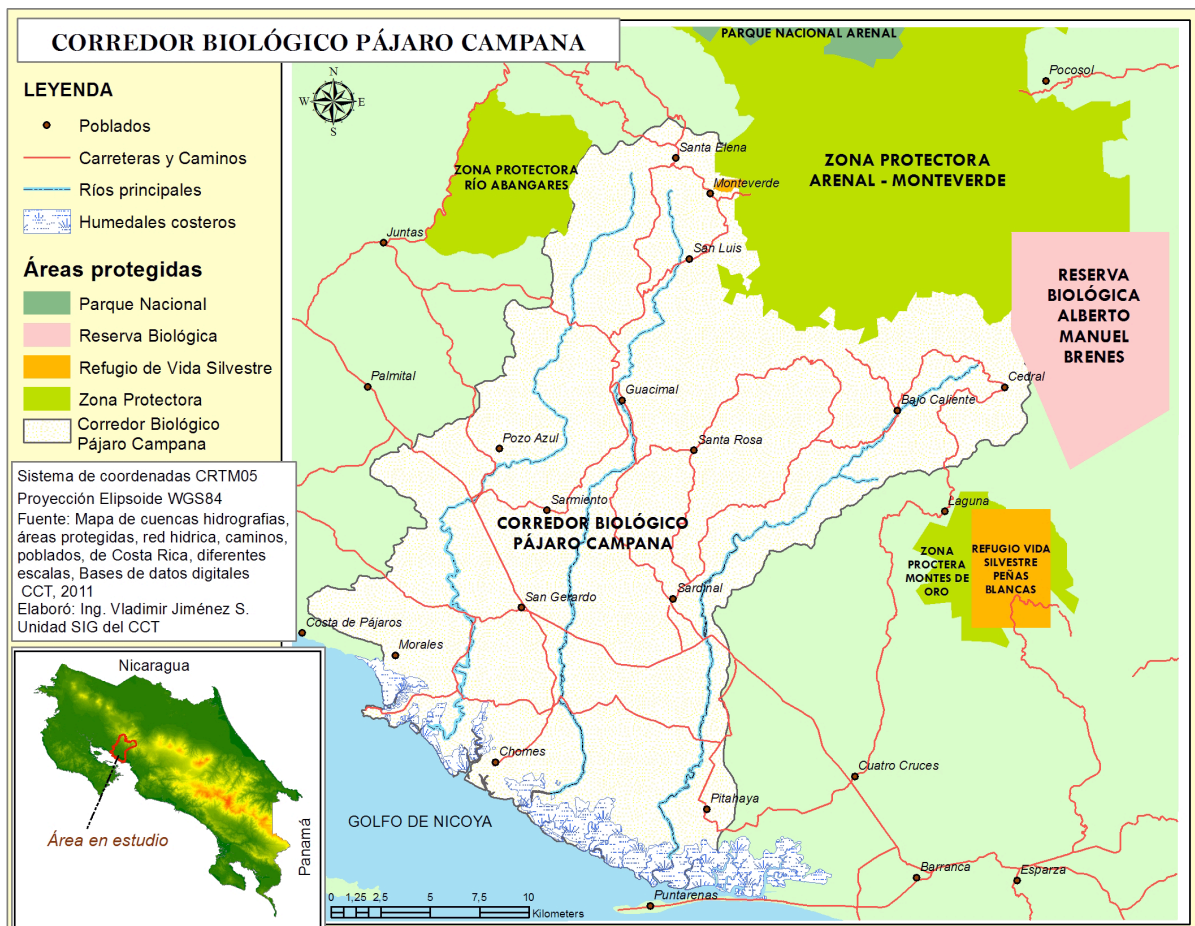 CORREDOR BIOLÓGICO PÁJARO CAMPANA
LEYENDA
Poblados
Carreteras y Caminos
Ríos principales
Humedales costeros
Áreas protegidas
Parque Nacional
Reserva Biológica
Refugio de Vida Silvestre
Zona Protectora
Corredor Biológico
Pájaro Campana
Sistema de coordenadas CRTM05
Proyección Elipsoide WGS84
Fuente: Mapa de cuencas hidrografias,
áreas protegidas, red hidrica, caminos,
poblados, de Costa Rica, diferentes
escalas, Bases de datos digitales
CCT, 2011
Elaboró: Ing. Vladimir Jiménez S.
Unidad SIG del CCT
Nicaragua
Panamá
Área en estudio
N
W
E
S
PARQUE NACIONAL ARENAL
Pocosol
Santa Elena
ZONA PROTECTORA
RÍO ABANGARES
ZONA PROTECTORA
ARENAL - MONTEVERDE
Monteverde
Juntas
San Luis
RESERVA
BIOLÓGICA
ALBERTO
MANUEL
BRENES
Palmital
Guacimal
Cedral
Bajo Caliente
Pozo Azul
Santa Rosa
Sarmiento
Laguna
CORREDOR BIOLÓGICO
PÁJARO CAMPANA
ZONA
PROCTERA
MONTES DE
ORO
REFUGIO VIDA
SILVESTRE
PEÑAS
BLANCAS
San Gerardo
Sardinal
Costa de Pájaros
Morales
Chomes
Cuatro Cruces
Pitahaya
GOLFO DE NICOYA
Barranca
Esparza
Puntarenas
0 1,25 2,5 5 7,5 10
Kilometers